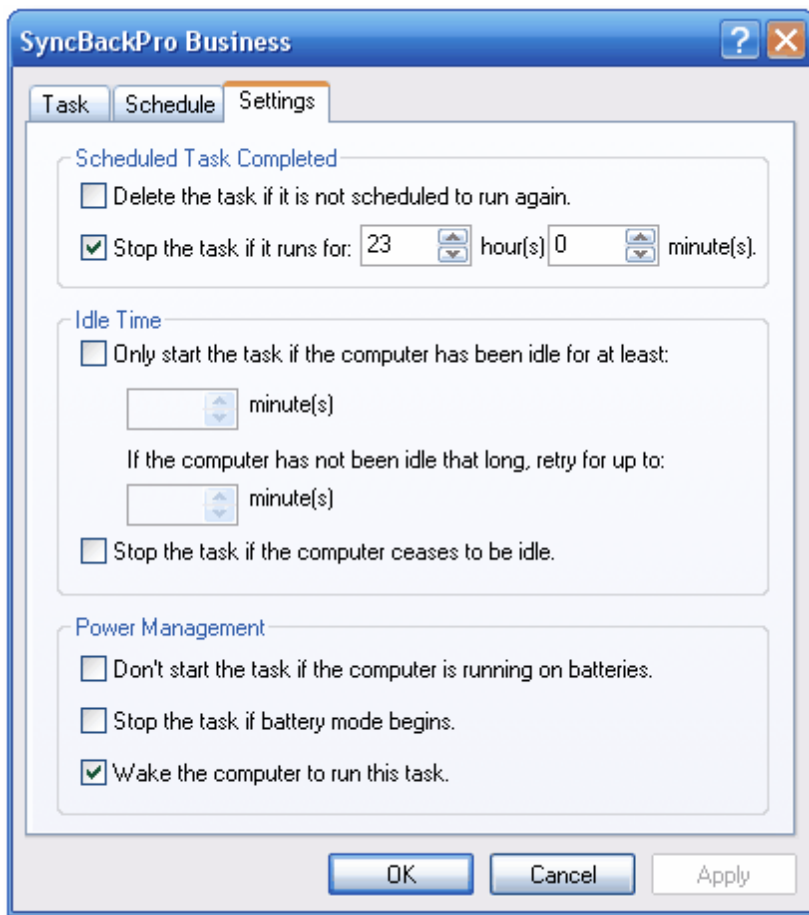 SyncBackPro Business
Task Schedule Settings
Scheduled Task Completed
Delete the task if it is not scheduled to run again.
Stop the task if it runs for: 23 hour(s) 0 minute(s).
Idle Time
Only start the task if the computer has been idle for at least:
minute(s)
If the computer has not been idle that long, retry for up to:
minute(s)
Stop the task if the computer ceases to be idle.
Power Management
Don't start the task if the computer is running on batteries.
Stop the task if battery mode begins.
Wake the computer to run this task.
OK Cancel Apply